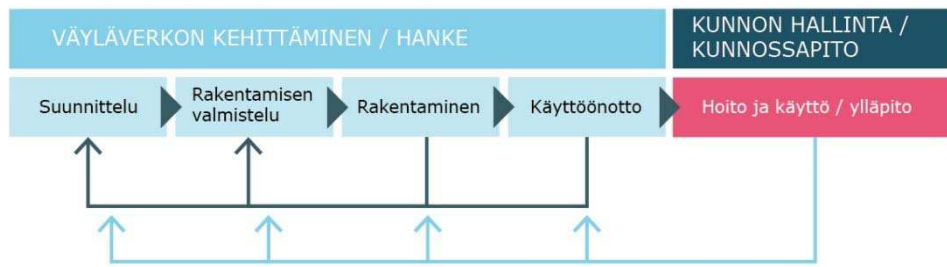 VÄYLÄVERKON KEHITTÄMINEN / HANKE
KUNNON HALLINTA /
KUNNOSSAPITO
Suunnittelu
Rakentamisen
valmistelu
Rakentaminen
Käyttöönotto
Hoito ja käyttö / ylläpito